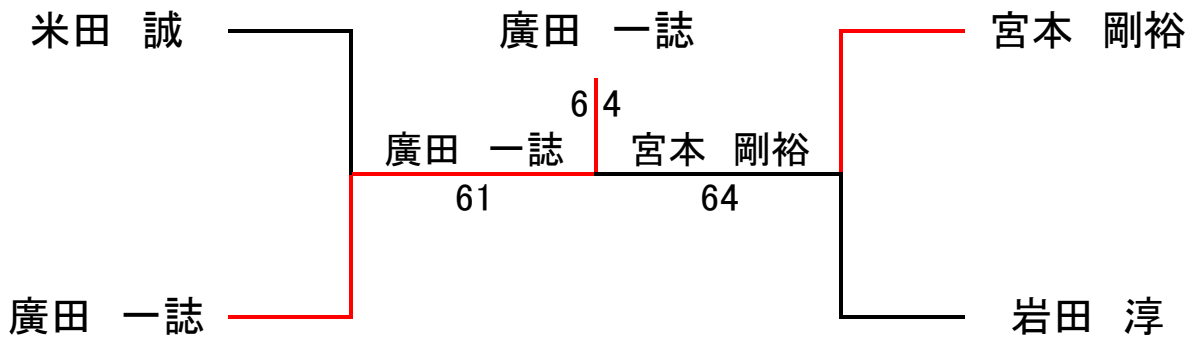 米田 誠
廣田 一誌
宮本 剛裕
6 4
廣田 一誌
宮本 剛裕
61
64
廣田 一誌
岩田 淳